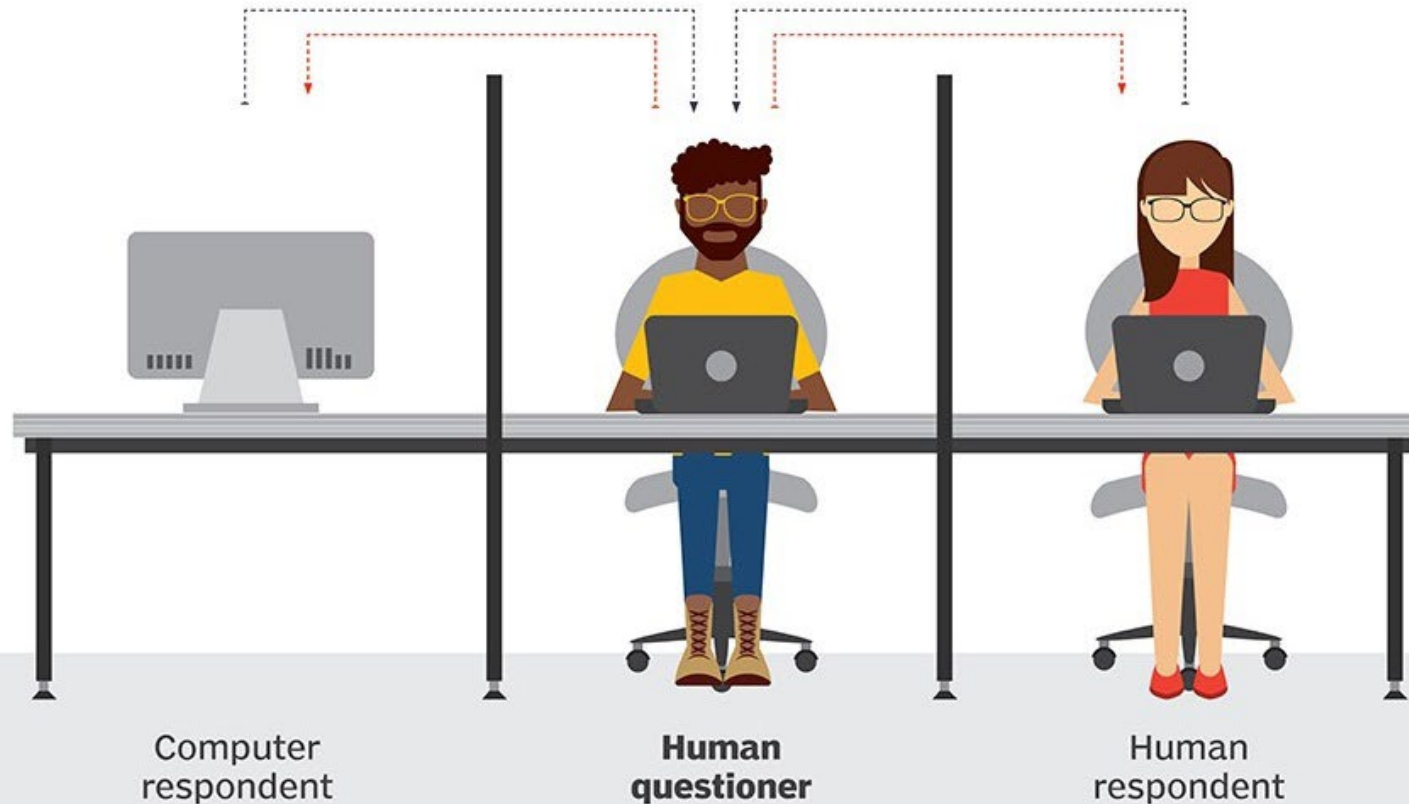 Computer
respondent
Human
questioner
Human
respondent